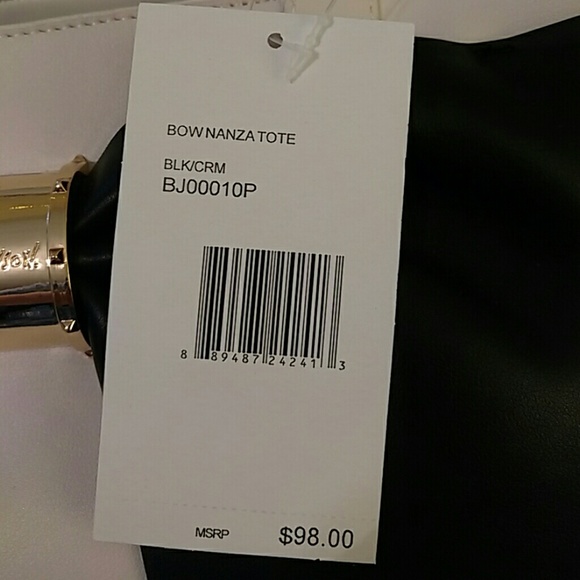 BOW NANZA TOTE
BLK/CRM
BJ00010P
8 89487 24241 3
MSRP $98.00